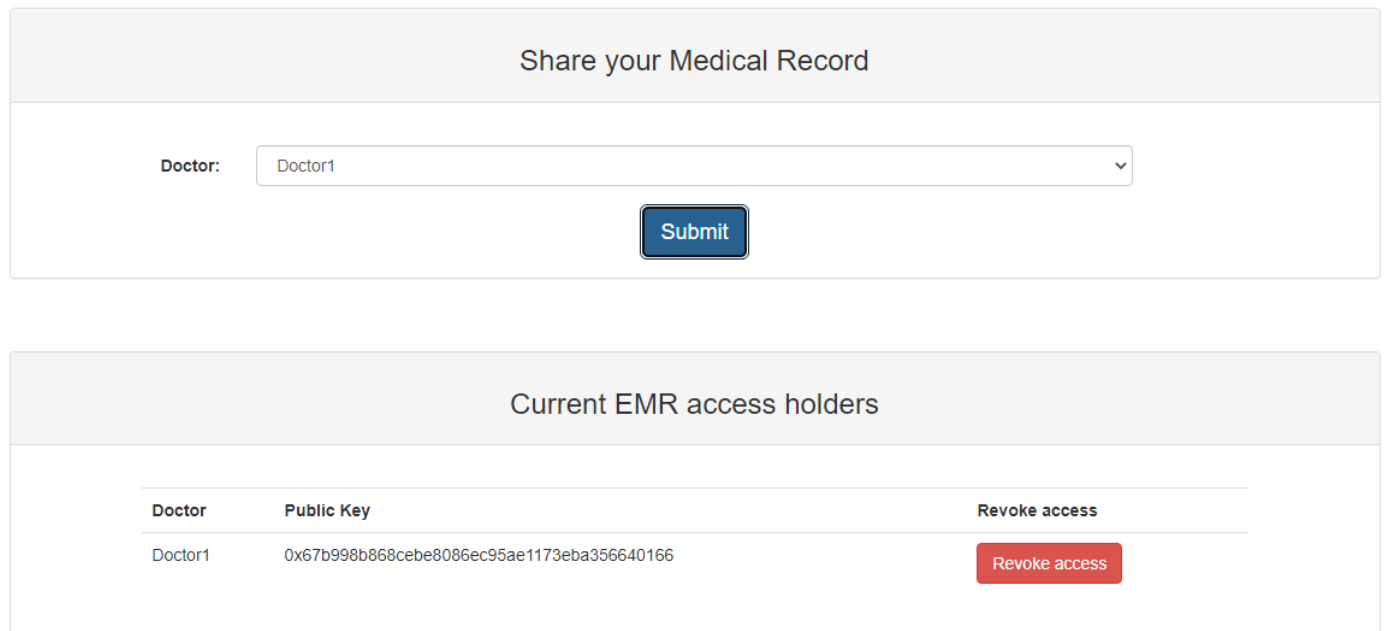 Share your Medical Record
Doctor: Doctor1
Submit
Current EMR access holders
Doctor Public Key Revoke access
Doctor1 0x67b998b868cebe8086ec95ae1173eba356640166 Revoke access